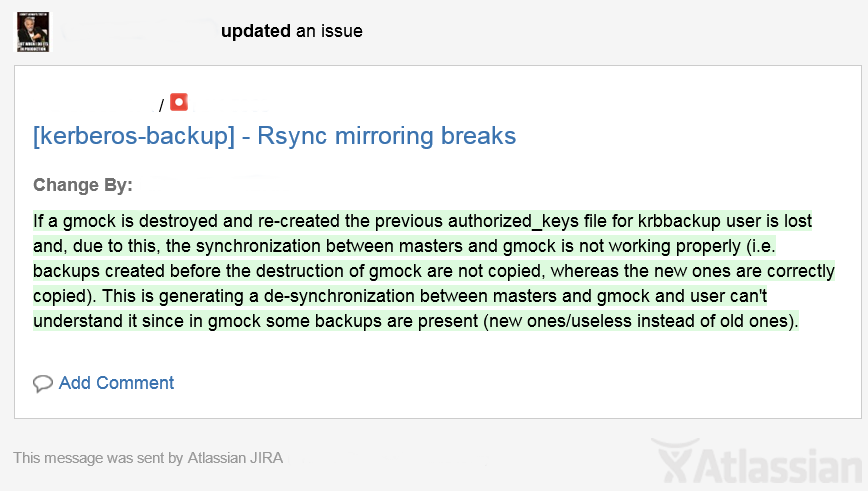 updated an issue
/
[kerberos-backup] - Rsync mirroring breaks
Change By:
If a gmock is destroyed and re-created the previous authorized_keys file for krbbackup user is lost
and, due to this, the synchronization between masters and gmock is not working properly (i.e.
backups created before the destruction of gmock are not copied, whereas the new ones are correctly
copied). This is generating a de-synchronization between masters and gmock and user can't
understand it since in gmock some backups are present (new ones/useless instead of old ones).
Add Comment
This message was sent by Atlassian JIRA
Atlassian